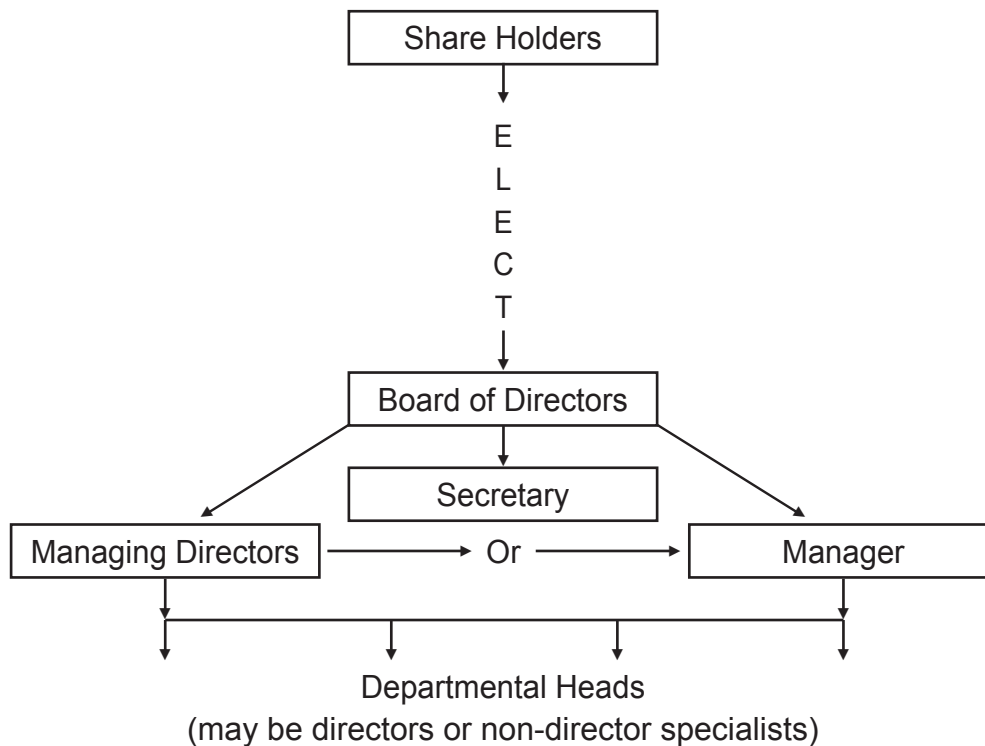 Share Holders
E
L
E
C
T
Board of Directors
Secretary
Managing Directors
Or
Manager
Departmental Heads
(may be directors or non-director specialists)